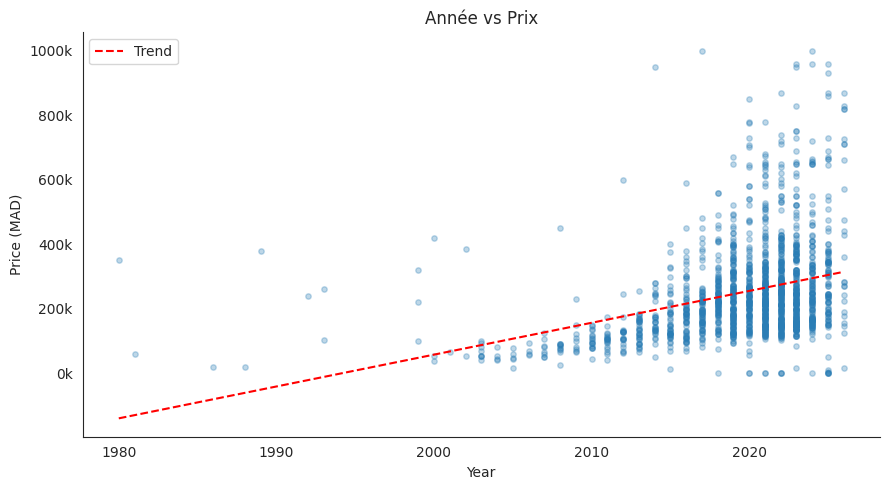 Année vs Prix
Trend
1000k
800k
600k
400k
200k
0k
Price (MAD)
1980
1990
2000
2010
2020
Year